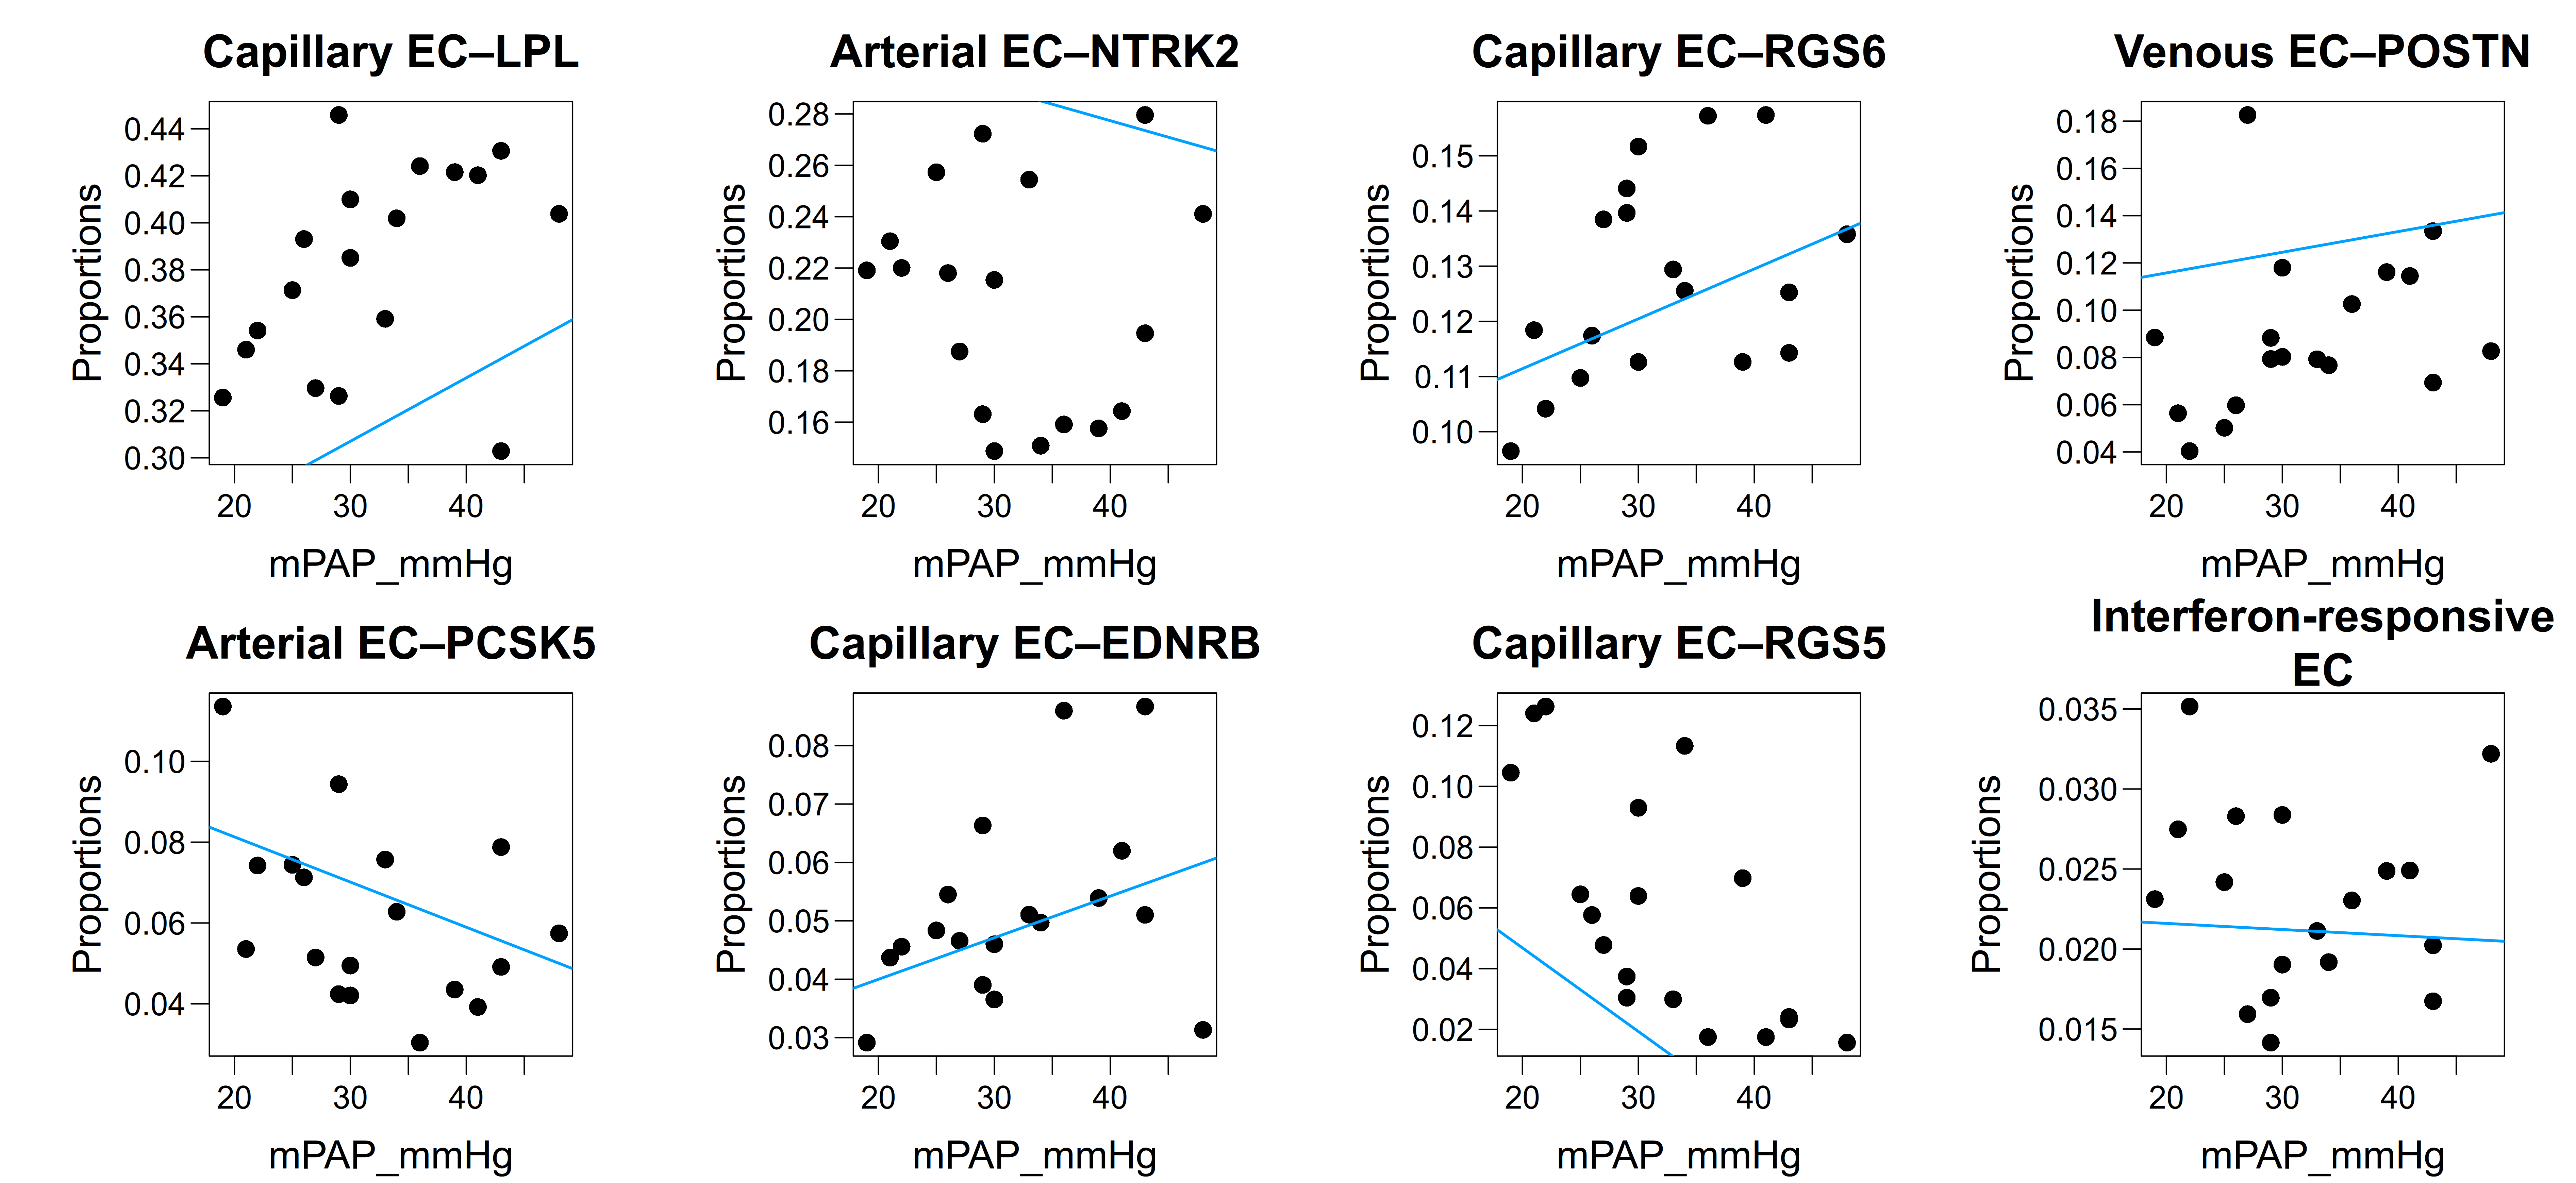 Capillary EC–LPL
0.44
0.42
0.40
0.38
0.36
0.34
0.32
0.30
Proportions
20 30 40
mPAP_mmHg
Arterial EC–NTRK2
0.28
0.26
0.24
0.22
0.20
0.18
0.16
Proportions
20 30 40
mPAP_mmHg
Capillary EC–RGS6
0.15
0.14
0.13
0.12
0.11
0.10
Proportions
20 30 40
mPAP_mmHg
Venous EC–POSTN
0.18
0.16
0.14
0.12
0.10
0.08
0.06
0.04
Proportions
20 30 40
mPAP_mmHg
Arterial EC–PCSK5
0.10
0.08
0.06
0.04
Proportions
20 30 40
mPAP_mmHg
Capillary EC–EDNRB
0.08
0.07
0.06
0.05
0.04
0.03
Proportions
20 30 40
mPAP_mmHg
Capillary EC–RGS5
0.12
0.10
0.08
0.06
0.04
0.02
Proportions
20 30 40
mPAP_mmHg
Interferon-responsive
EC
0.035
0.030
0.025
0.020
0.015
Proportions
20 30 40
mPAP_mmHg